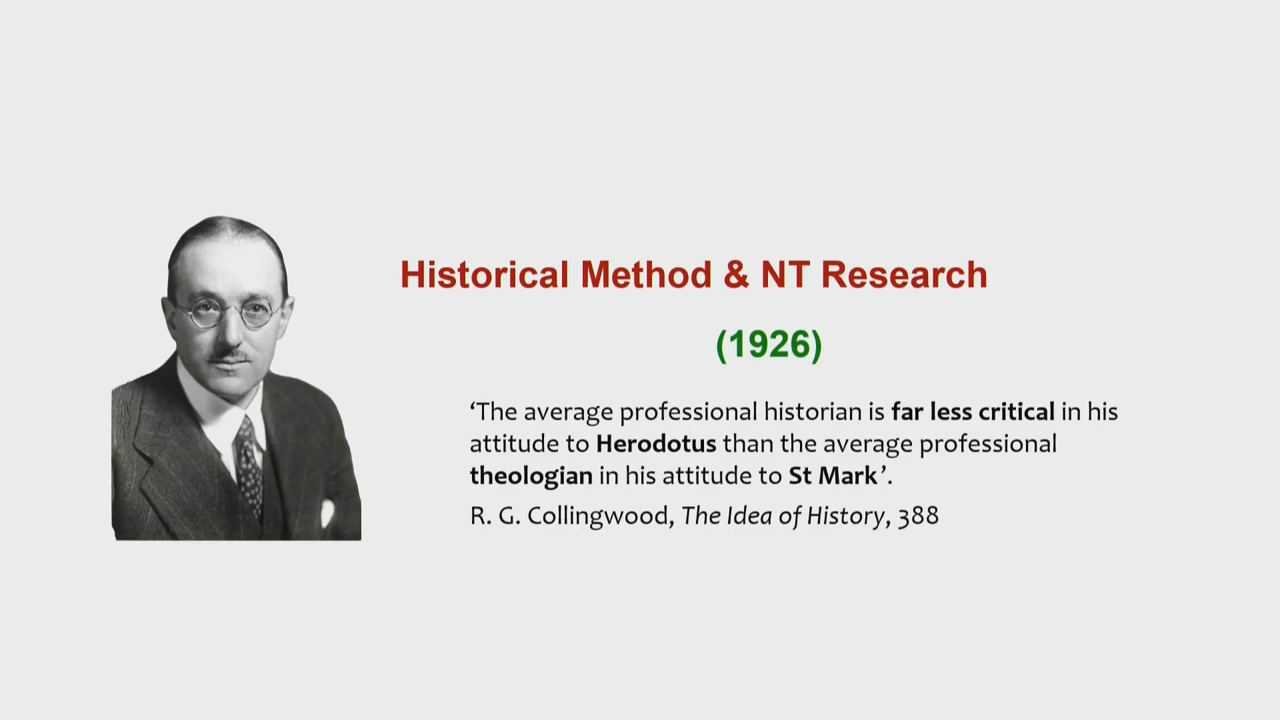 Historical Method & NT Research
(1926)
‘The average professional historian is far less critical in his
attitude to Herodotus than the average professional
theologian in his attitude to St Mark’.
R. G. Collingwood, The Idea of History, 388